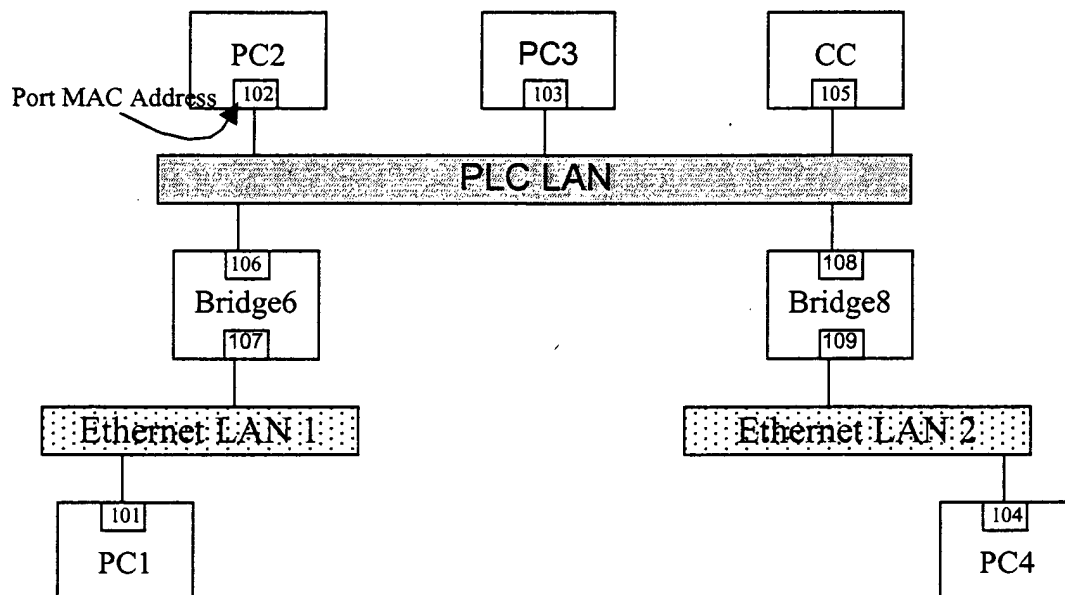 PC2
PC3
CC
Port MAC Address
102
103
105
PLC LAN
106
108
Bridge6
Bridge8
107
109
Ethernet LAN 1
Ethernet LAN 2
101
104
PC1
PC4